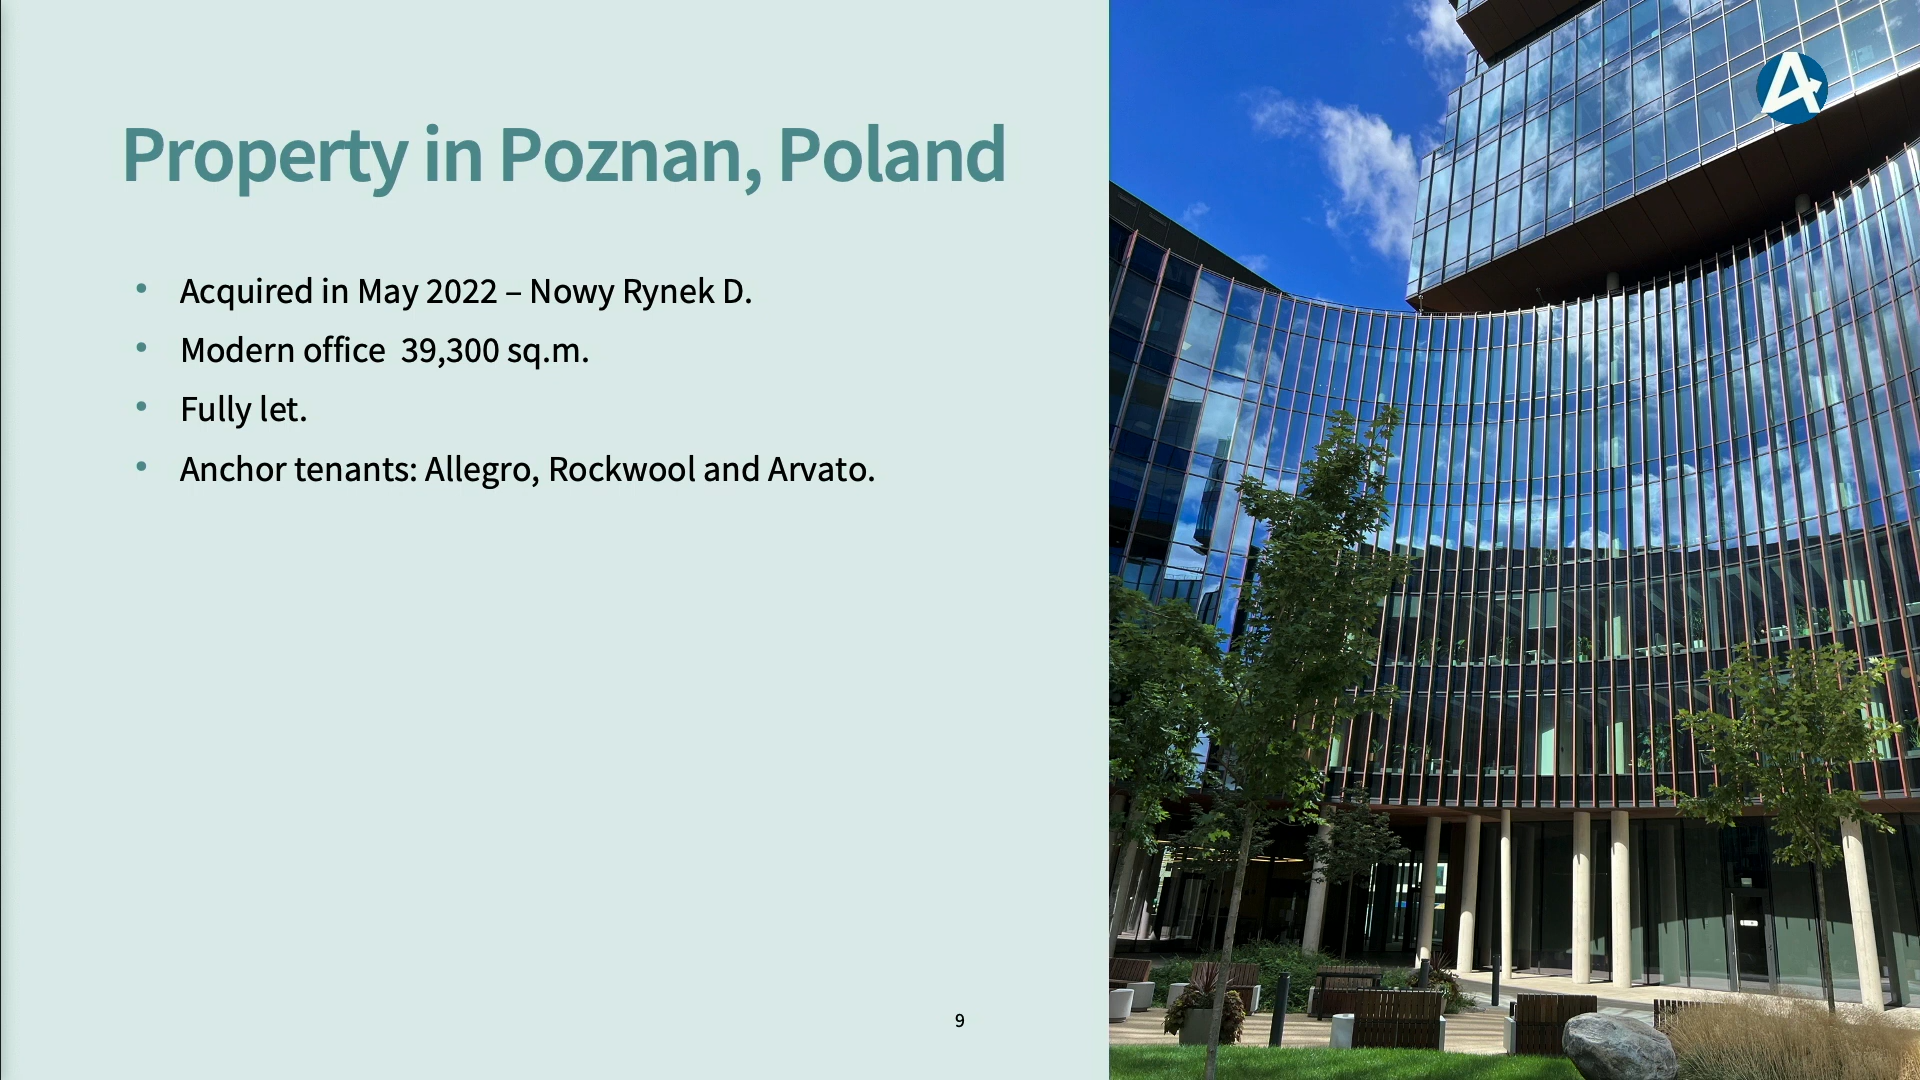 Property in Poznan, Poland
• Acquired in May 2022 – Nowy Rynek D.
• Modern office  39,300 sq.m.
• Fully let.
• Anchor tenants: Allegro, Rockwool and Arvato.
9